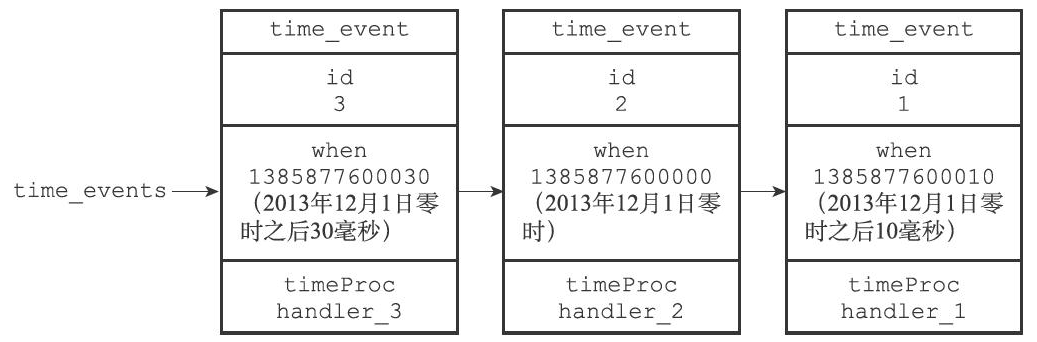 time_events
time_event
id
3
when
1385877600030
（2013年12月1日零
时之后30毫秒）
timeProc
handler_3
time_event
id
2
when
1385877600000
（2013年12月1日零
时）
timeProc
handler_2
time_event
id
1
when
1385877600010
（2013年12月1日零
时之后10毫秒）
timeProc
handler_1